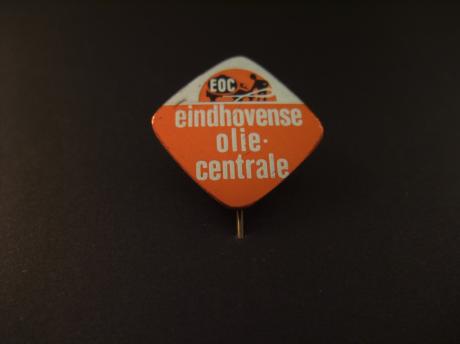 EOC
eindhovense
olie-
centrale